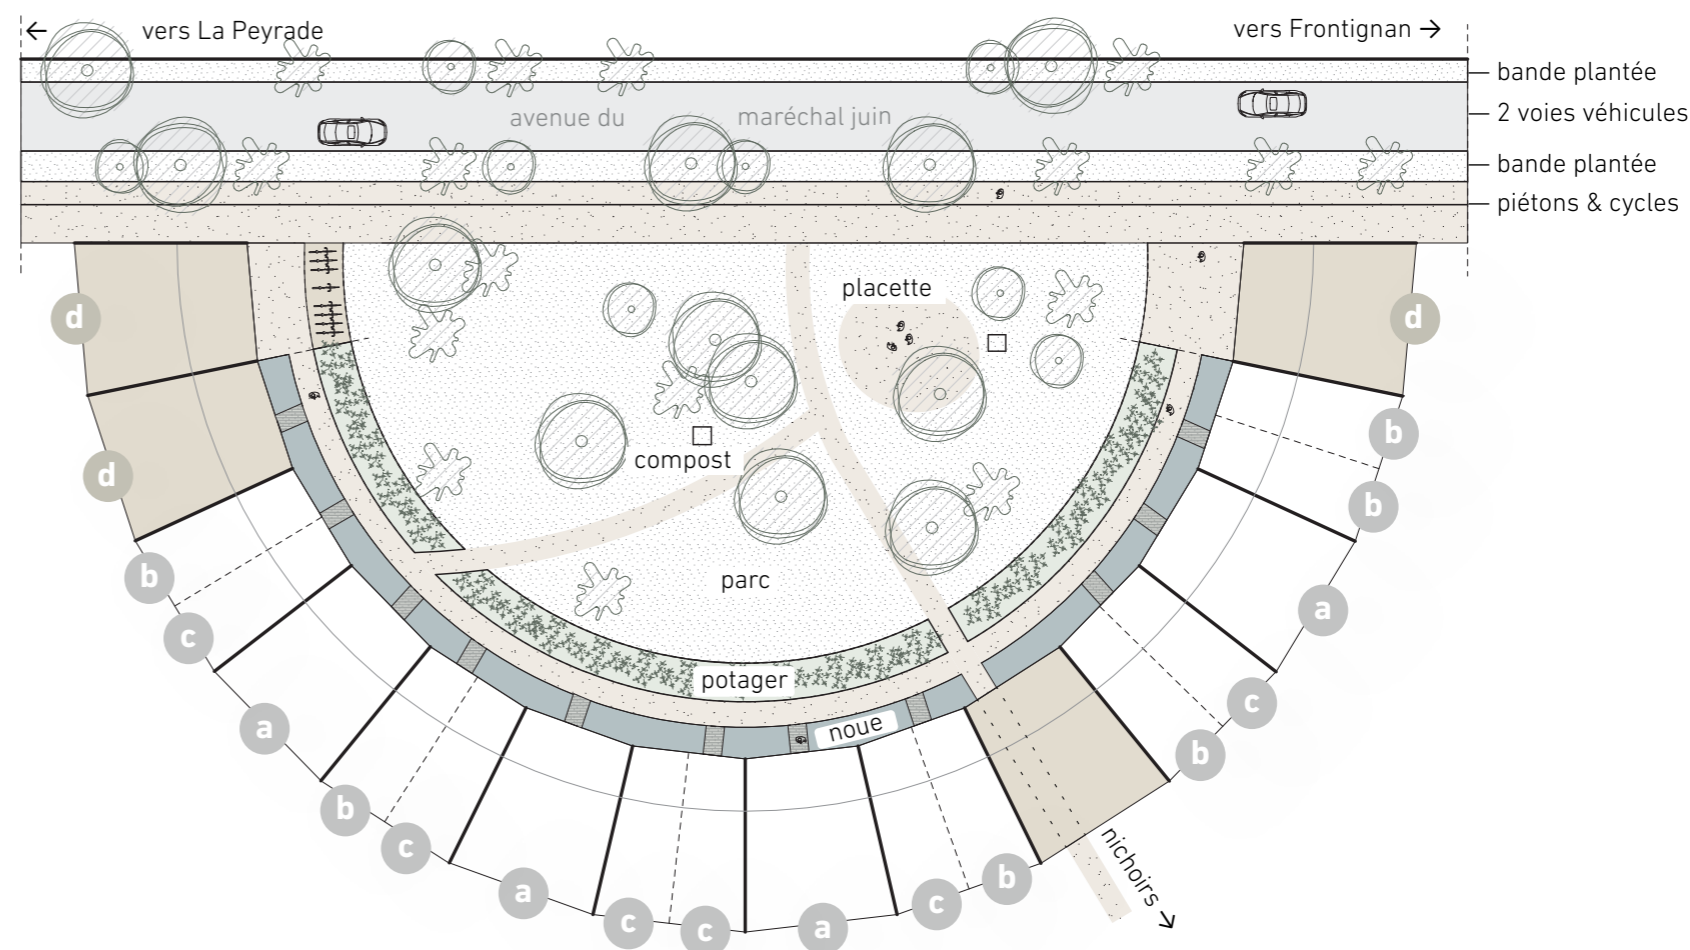 ← vers La Peyrade
vers Frontignan →
bande plantée
avenue du maréchal juin
2 voies véhicules
bande plantée
piétons & cycles
placette
d
d
b
compost
d
b
b
parc
a
c
potager
c
a
noue
b
b
c
nichoirs →
a
c
c
a
c
b